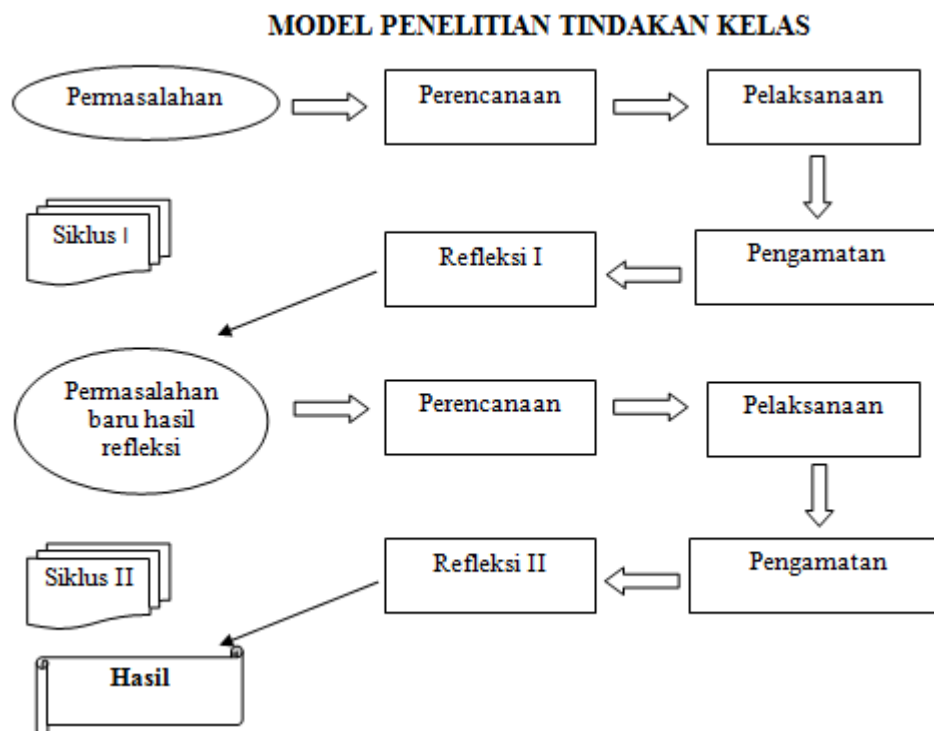 MODEL PENELITIAN TINDAKAN KELAS
Permasalahan
Perencanaan
Pelaksanaan
Siklus I
Refleksi I
Pengamatan
Permasalahan
baru hasil
refleksi
Perencanaan
Pelaksanaan
Siklus II
Refleksi II
Pengamatan
Hasil